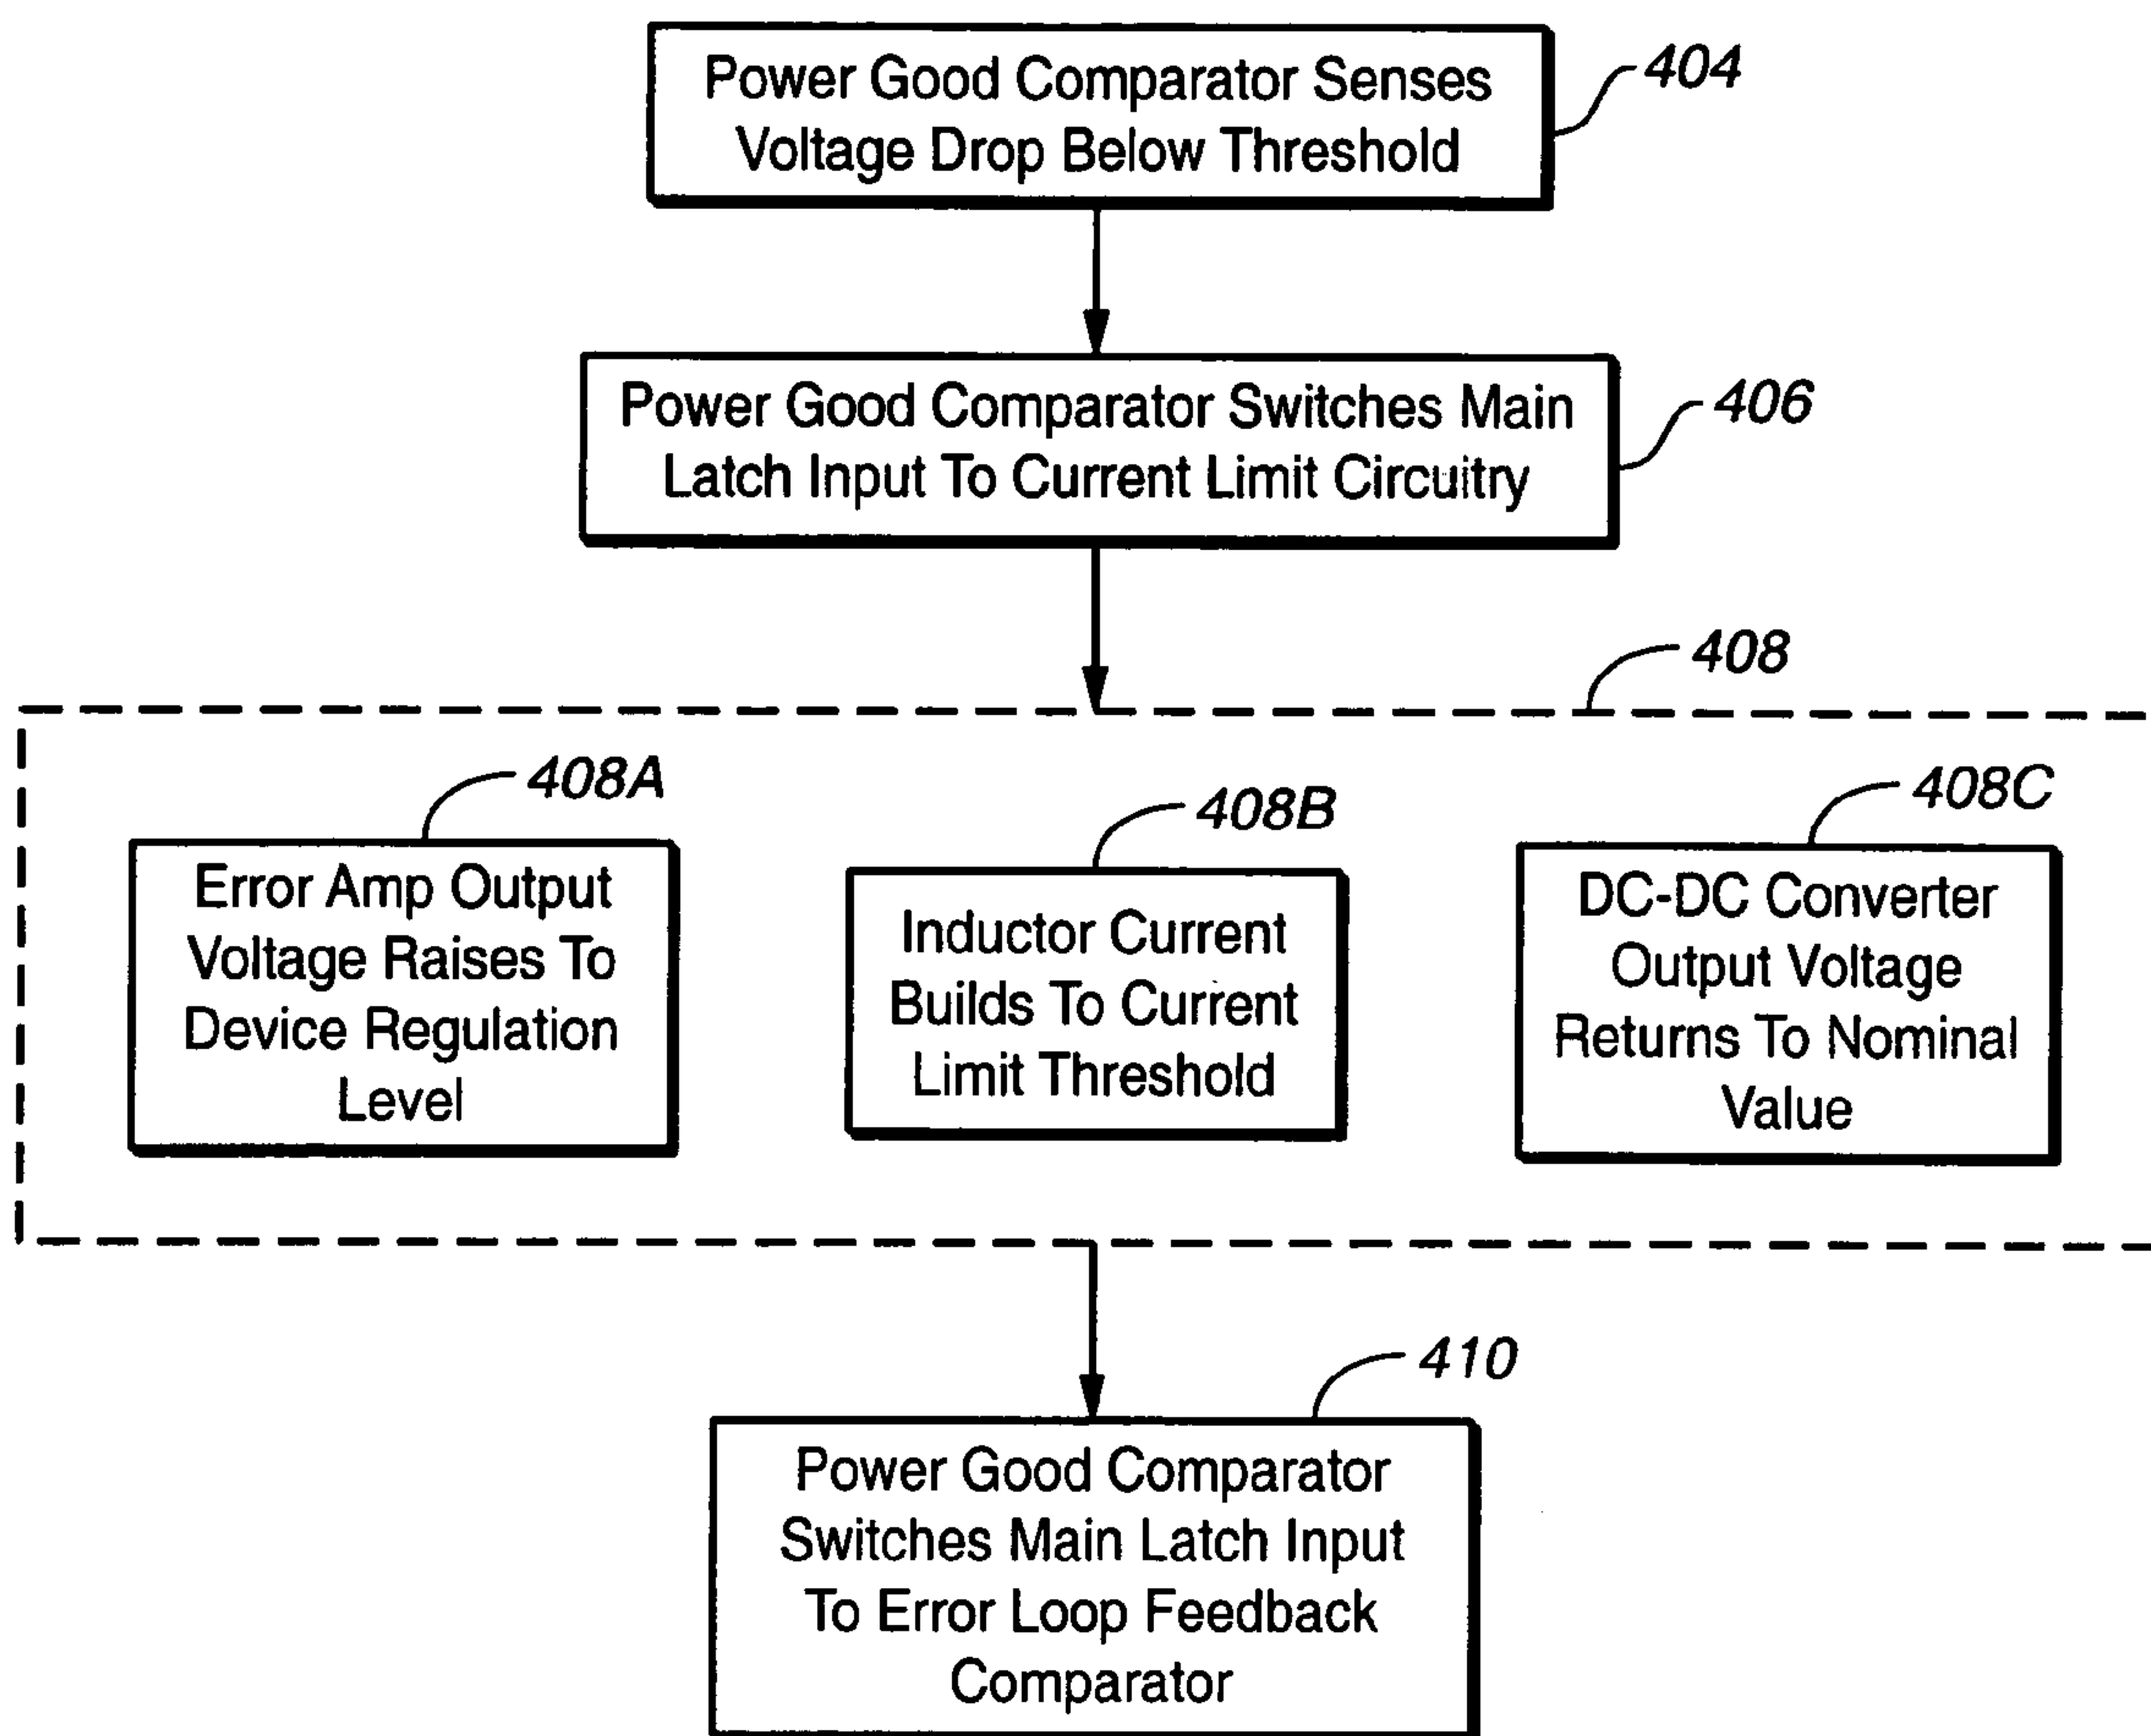 Power Good Comparator Senses
Voltage Drop Below Threshold
404
Power Good Comparator Switches Main
Latch Input To Current Limit Circuitry
406
408
408A
Error Amp Output
Voltage Raises To
Device Regulation
Level
408B
Inductor Current
Builds To Current
Limit Threshold
408C
DC-DC Converter
Output Voltage
Returns To Nominal
Value
410
Power Good Comparator
Switches Main Latch Input
To Error Loop Feedback
Comparator